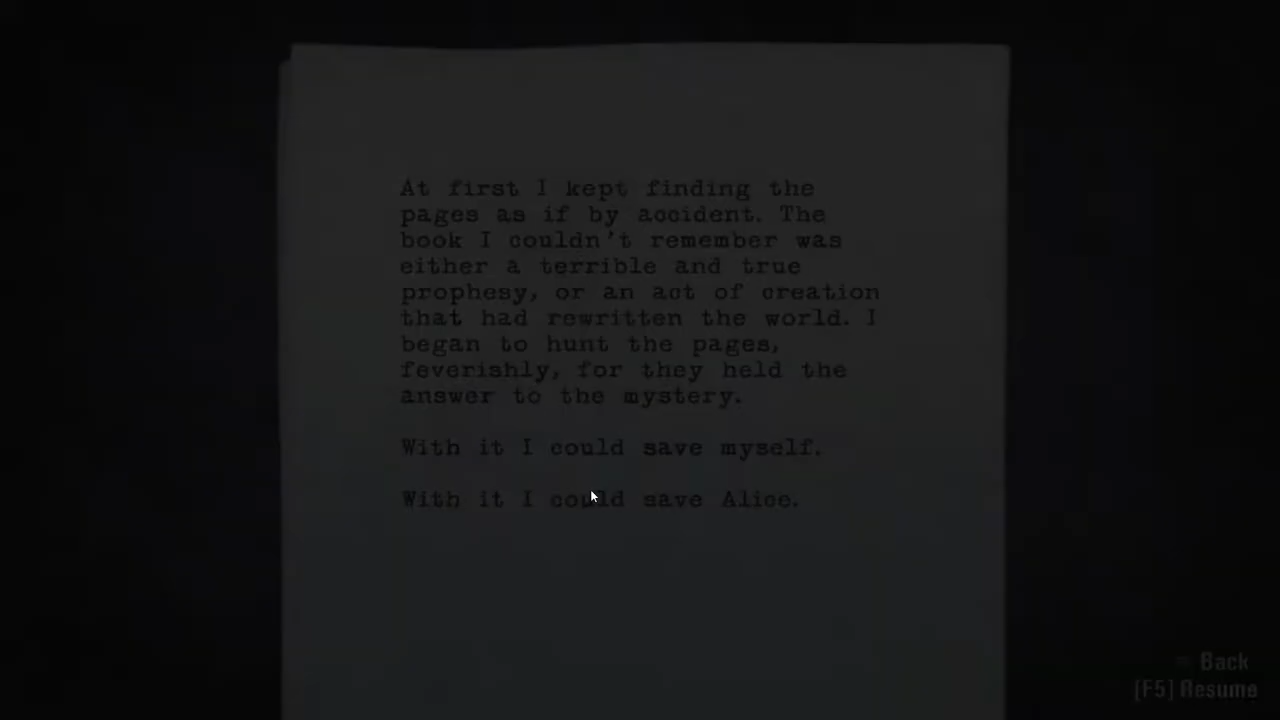 At first I kept finding the
pages as if by accident. The
book I couldn't remember was
either a terrible and true
prophesy, or an act of creation
that had rewritten the world. I
began to hunt the pages,
feverishly, for they held the
answer to the mystery.
With it I could save myself.
With it I could save Alice.
Back
[F5] Resume